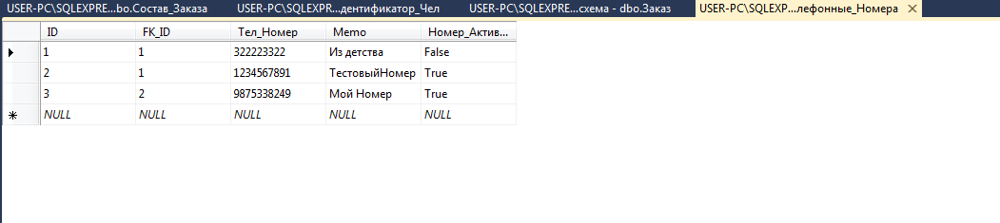 USER-PC\SQLEXPRE...bo.Состав_Заказа USER-PC\SQLEXPR...дентификатор_Чел USER-PC\SQLEXPRE...схема - dbo.Заказ USER-PC\SQLEXP...лефонные_Номера
ID FK_ID Тел_Номер Memo Номер_Актив...
1 1 322223322 Из детства False
2 1 1234567891 ТестовыйНомер True
3 2 9875338249 Мой Номер True
NULL NULL NULL NULL NULL